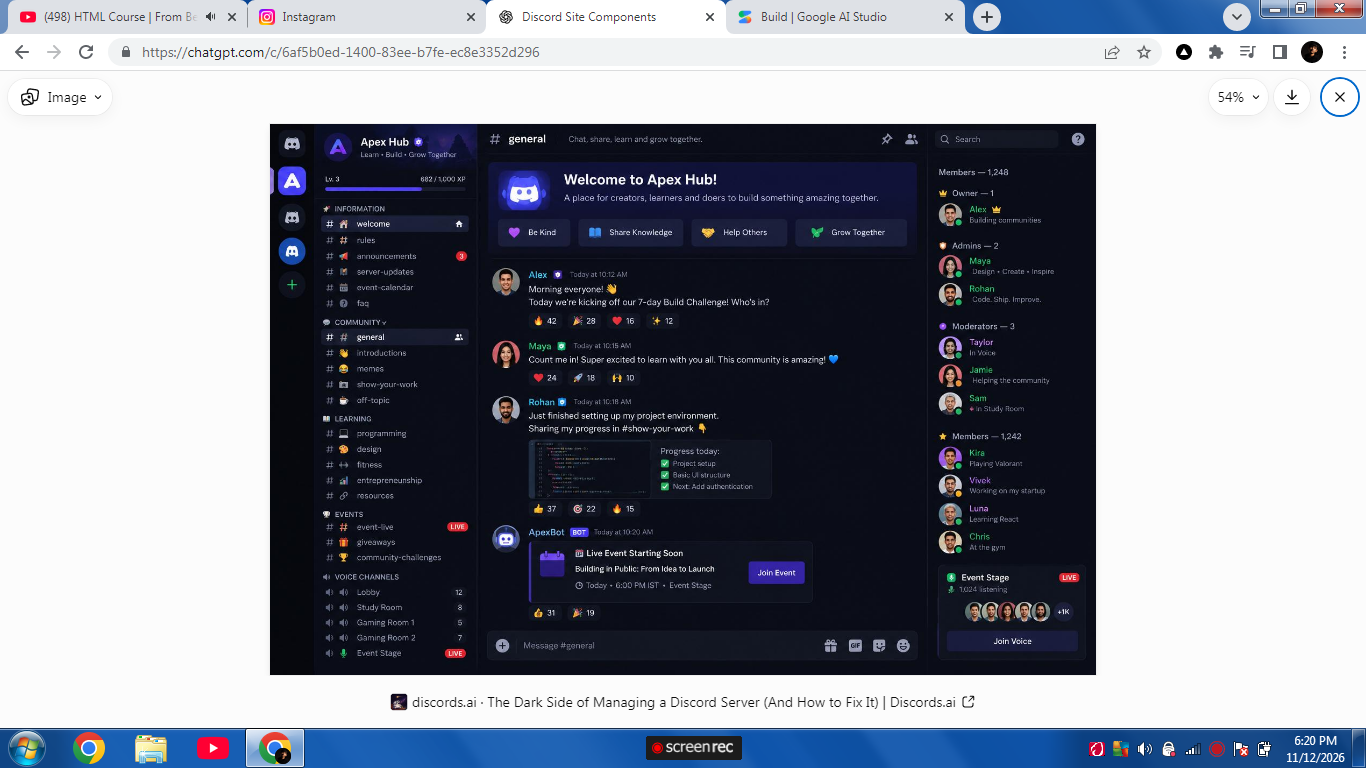 (498) HTML Course | From Be
Instagram
Discord Site Components
Build | Google AI Studio
https://chatgpt.com/c/6af5b0ed-1400-83ee-b7fe-ec8e3352d296
Image
54%
Apex Hub
Learn • Build • Grow Together
Lv. 3
682 / 1,000 XP
INFORMATION
# welcome
# # rules
# announcements 3
# server-updates
# event-calendar
# faq
COMMUNITY
# # general
# introductions
# memes
# show-your-work
# off-topic
LEARNING
# programming
# design
# fitness
# entrepreneurship
# resources
EVENTS
# # event-live LIVE
# giveaways
# community-challenges
VOICE CHANNELS
Lobby 12
Study Room 8
Gaming Room 1 5
Gaming Room 2 7
Event Stage LIVE
# general
Chat, share, learn and grow together.
Welcome to Apex Hub!
A place for creators, learners and doers to build something amazing together.
Be Kind
Share Knowledge
Help Others
Grow Together
Alex Today at 10:12 AM
Morning everyone! 👋
Today we're kicking off our 7-day Build Challenge! Who's in?
🔥 42 🎉 28 ❤️ 16 ✨ 12
Maya Today at 10:15 AM
Count me in! Super excited to learn with you all. This community is amazing! 💙
❤️ 24 🚀 18 🙌 10
Rohan Today at 10:18 AM
Just finished setting up my project environment.
Sharing my progress in #show-your-work 👇
Progress today:
✅ Project setup
✅ Basic UI structure
✅ Next: Add authentication
👍 37 🎯 22 🔥 15
ApexBot BOT Today at 10:20 AM
Live Event Starting Soon
Building in Public: From Idea to Launch
Today • 6:00 PM IST • Event Stage
Join Event
👍 31 🎉 19
Message #general
GIF
Search
?
Members — 1,248
Owner — 1
Alex
Building communities
Admins — 2
Maya
Design • Create • Inspire
Rohan
Code. Ship. Improve.
Moderators — 3
Taylor
In Voice
Jamie
Helping the community
Sam
In Study Room
Members — 1,242
Kira
Playing Valorant
Vivek
Working on my startup
Luna
Learning React
Chris
At the gym
Event Stage LIVE
1,024 listening
+1K
Join Voice
discords.ai · The Dark Side of Managing a Discord Server (And How to Fix It) | Discords.ai
screenrec
6:20 PM
11/12/2026